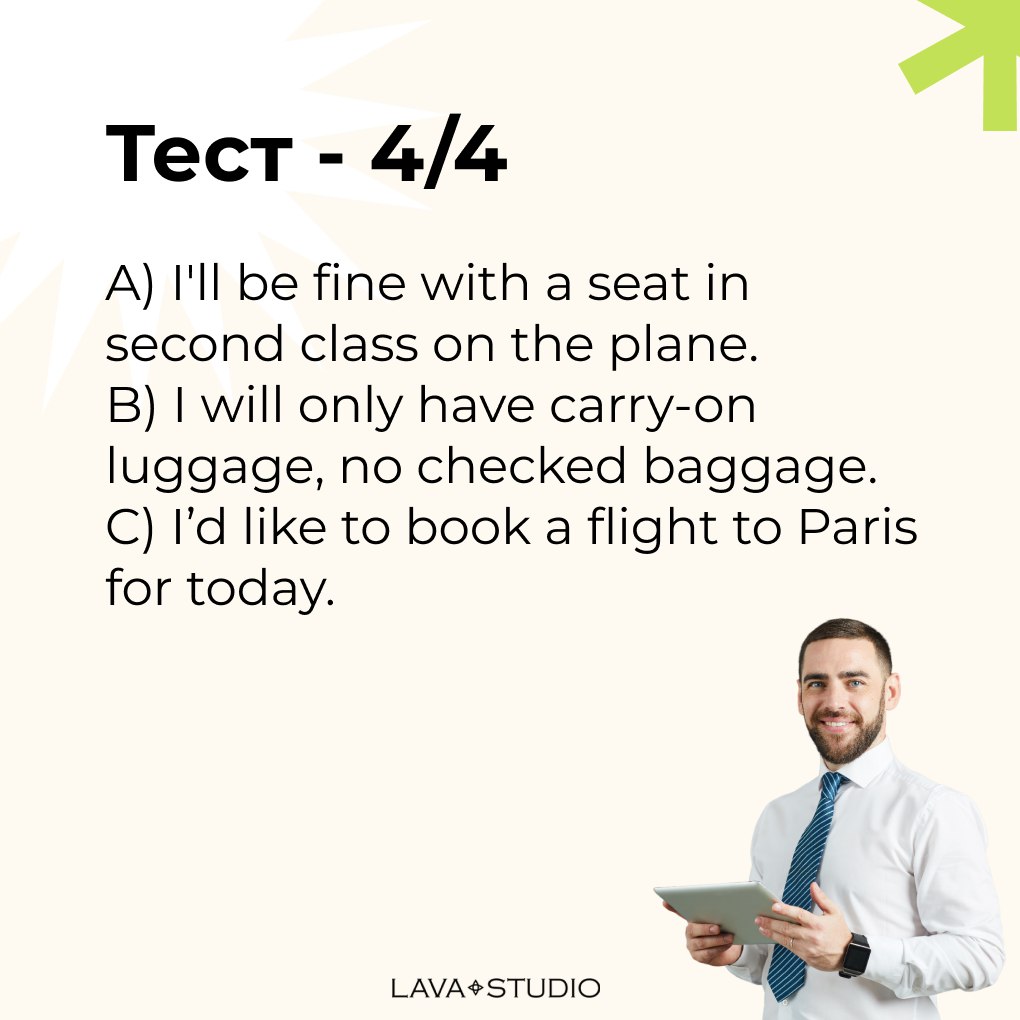 Тест - 4/4
A) I'll be fine with a seat in
second class on the plane.
B) I will only have carry-on
luggage, no checked baggage.
C) I’d like to book a flight to Paris
for today.
LAVA STUDIO